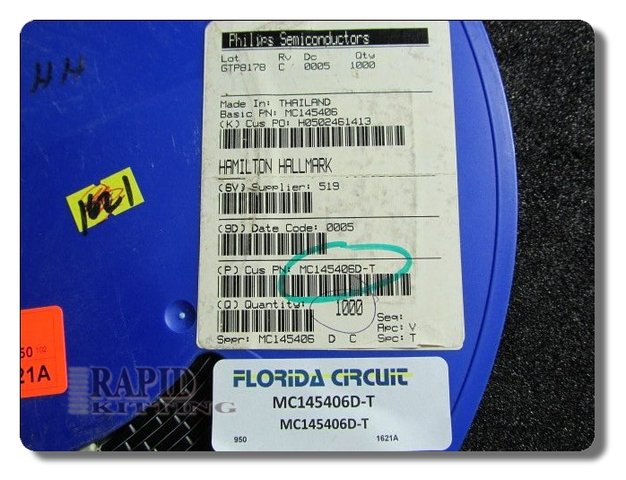 Philips Semiconductors
Lot Rv Dc Qty
GTP8178 C 0005 1000
Made In: THAILAND
Basic PN: MC145406
(K) Cus PO: H0502461413
HAMILTON HALLMARK
(6V) Supplier: 519
(9D) Date Code: 0005
(P) Cus PN: MC145406D-T
(Q) Quantity: 1000
Seq:
Apc: V
Sppr: MC145406 D C Spc: T
FLORIDA CIRCUIT
MC145406D-T
MC145406D-T
950 1621A
21A
RAPID
KITTING